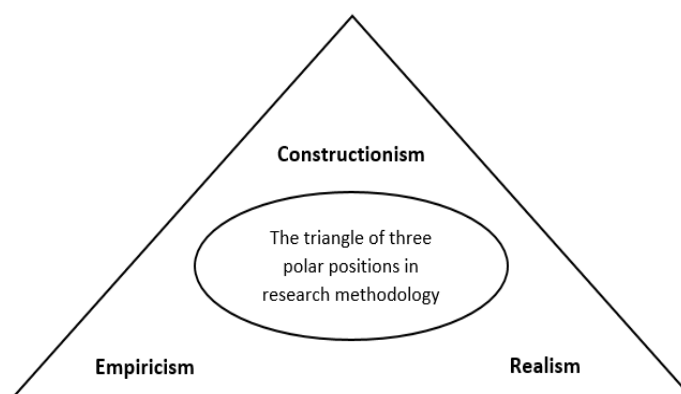 Constructionism
The triangle of three
polar positions in
research methodology
Empiricism
Realism